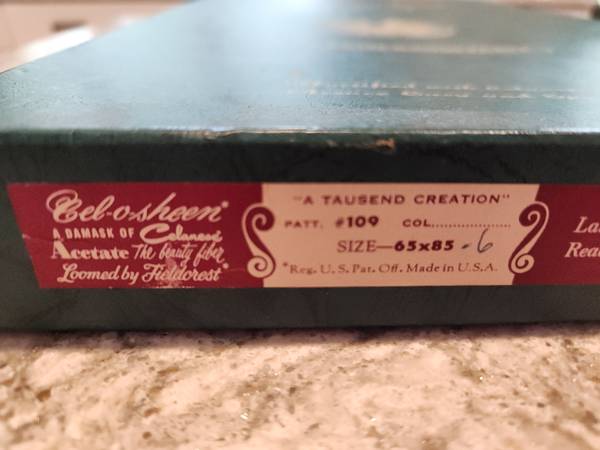 Cel-o-sheen*
A DAMASK OF Celanese*
Acetate The beauty fiber
Loomed by Fieldcrest*
"A TAUSEND CREATION"
PATT. #109 COL..................
SIZE—65x85 -6
*Reg. U. S. Pat. Off. Made in U.S.A.